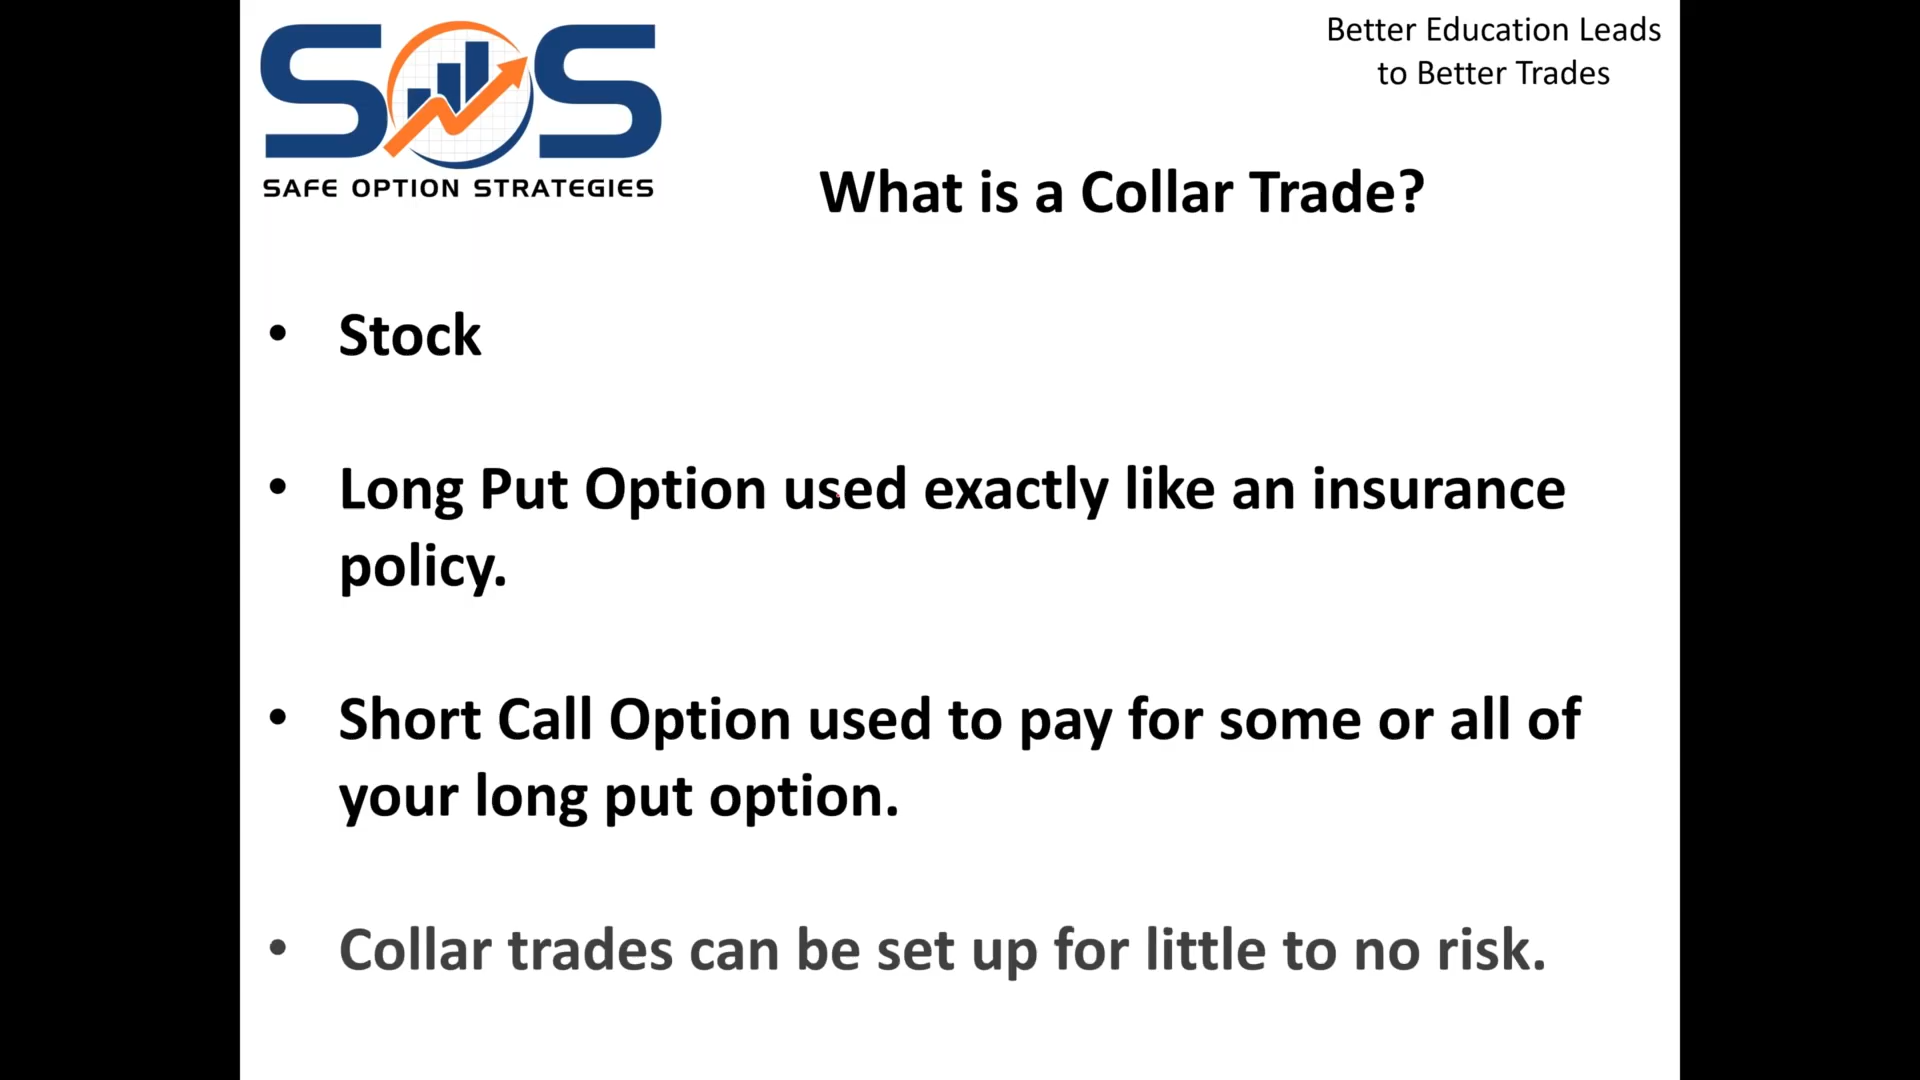 SOS
SAFE OPTION STRATEGIES
Better Education Leads
to Better Trades
What is a Collar Trade?
• Stock
• Long Put Option used exactly like an insurance
policy.
• Short Call Option used to pay for some or all of
your long put option.
• Collar trades can be set up for little to no risk.